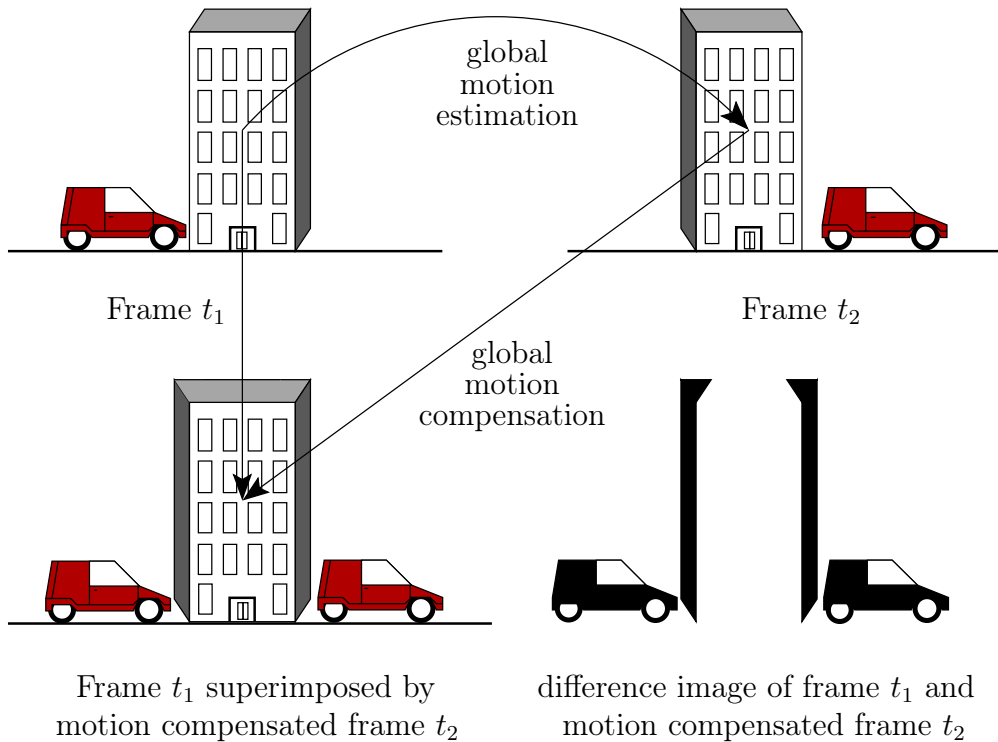 global
motion
estimation
Frame t₁
Frame t₂
global
motion
compensation
Frame t₁ superimposed by
motion compensated frame t₂
difference image of frame t₁ and
motion compensated frame t₂